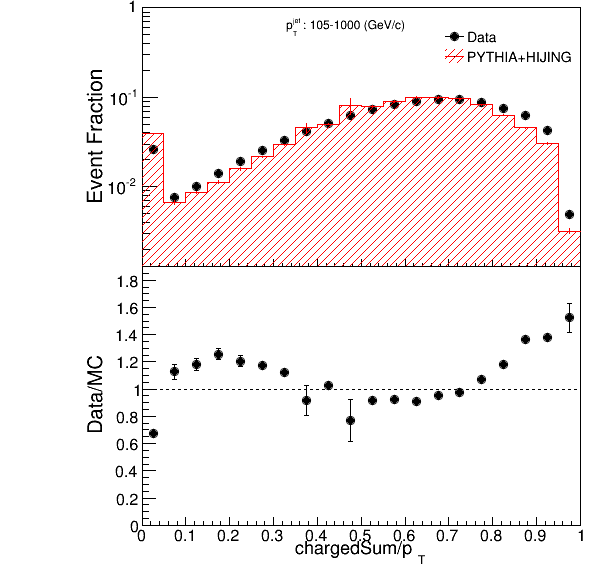 1
p_T^jet : 105-1000 (GeV/c)
Data
PYTHIA+HIJING
10^-1
10^-2
Event Fraction
1.8
1.6
1.4
1.2
1
0.8
0.6
0.4
0.2
0
Data/MC
0 0.1 0.2 0.3 0.4 0.5 0.6 0.7 0.8 0.9 1
chargedSum/p_T